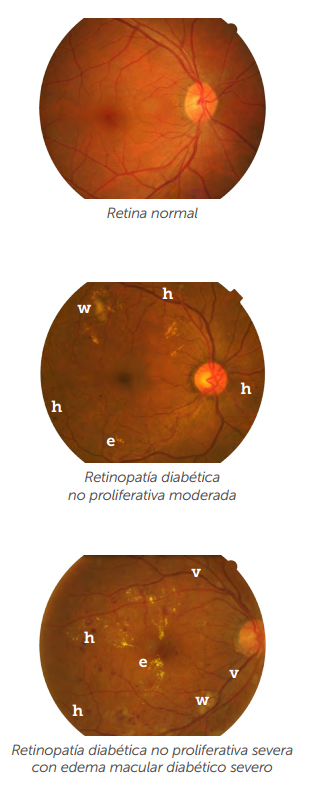 Retina normal
h
w
h
h
e
Retinopatía diabética
no proliferativa moderada
v
h
e
v
w
h
Retinopatía diabética no proliferativa severa
con edema macular diabético severo